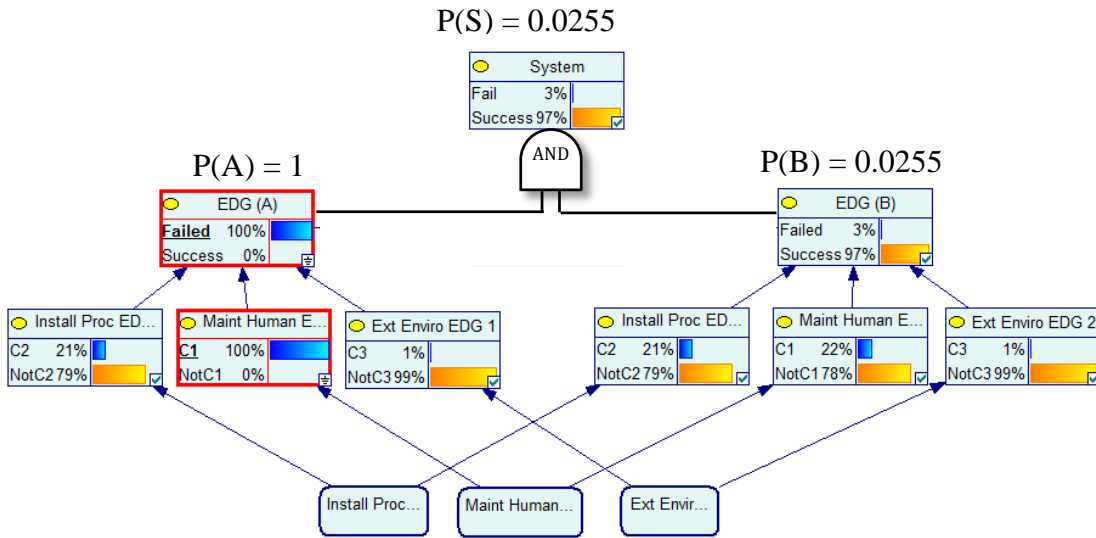 P(S) = 0.0255
System
Fail 3%
Success 97%
AND
P(A) = 1
P(B) = 0.0255
EDG (A)
Failed 100%
Success 0%
EDG (B)
Failed 3%
Success 97%
Install Proc ED...
C2 21%
NotC2 79%
Maint Human E...
C1 100%
NotC1 0%
Ext Enviro EDG 1
C3 1%
NotC3 99%
Install Proc ED...
C2 21%
NotC2 79%
Maint Human E...
C1 22%
NotC1 78%
Ext Enviro EDG 2
C3 1%
NotC3 99%
Install Proc...
Maint Human...
Ext Envir...